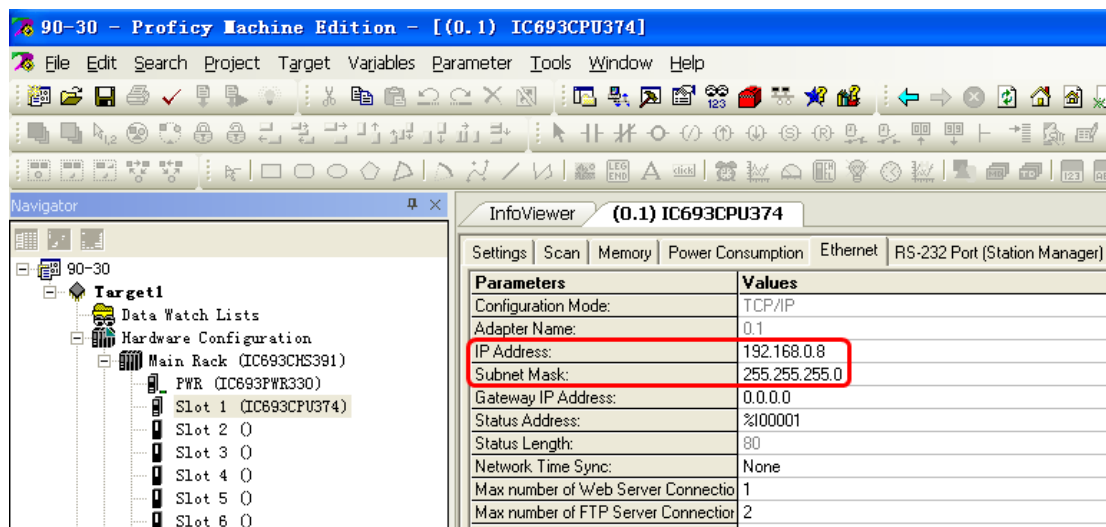 90-30 - Proficy Machine Edition - [(0.1) IC693CPU374]
File Edit Search Project Target Variables Parameter Tools Window Help
Navigator
InfoViewer (0.1) IC693CPU374
Settings Scan Memory Power Consumption Ethernet RS-232 Port (Station Manager)
90-30
Target1
Data Watch Lists
Hardware Configuration
Main Rack (IC693CHS391)
PWR (IC693PWR330)
Slot 1 (IC693CPU374)
Slot 2 ()
Slot 3 ()
Slot 4 ()
Slot 5 ()
Slot 6 ()
Parameters Values
Configuration Mode: TCP/IP
Adapter Name: 0.1
IP Address: 192.168.0.8
Subnet Mask: 255.255.255.0
Gateway IP Address: 0.0.0.0
Status Address: %I00001
Status Length: 80
Network Time Sync: None
Max number of Web Server Connectio 1
Max number of FTP Server Connection 2